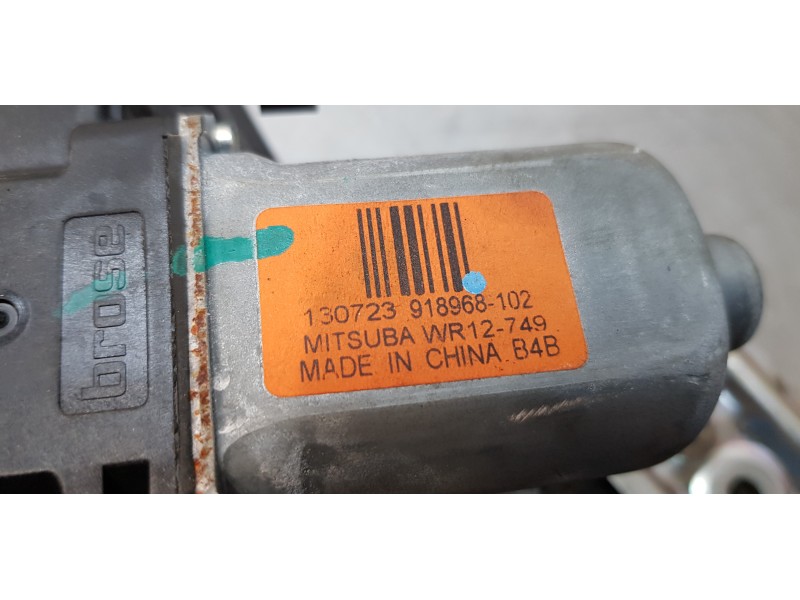 brose
130723 918968-102
MITSUBA WR12-749
MADE IN CHINA B4B